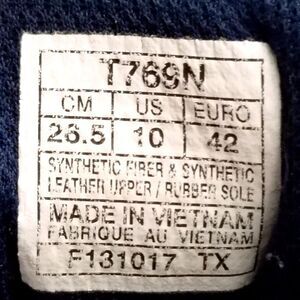 T769N
CM US EURO
26.5 10 42
SYNTHETIC FIBER & SYNTHETIC
LEATHER UPPER / RUBBER SOLE
MADE IN VIETNAM
FABRIQUE AU VIETNAM
F131017 TX